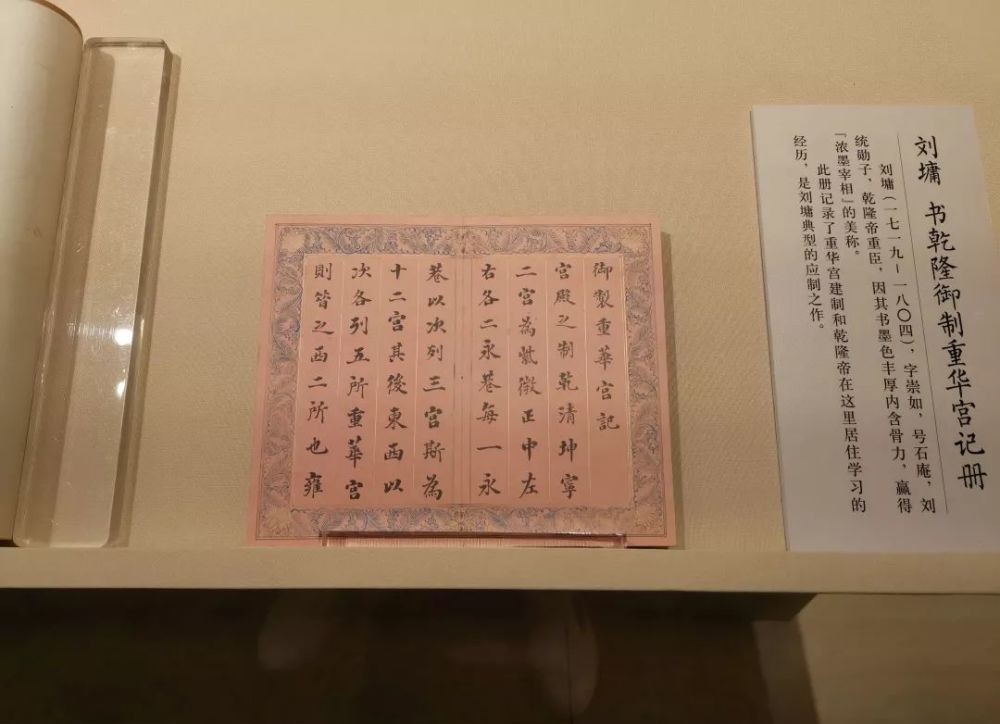 刘墉 书乾隆御制重华宫记册
刘墉(一七一九-一八〇四),字崇如,号石庵,刘
统勋子,乾隆帝重臣,因其书墨色丰厚内含骨力,赢得
『浓墨宰相』的美称。
此册记录了重华宫建制和乾隆帝在这里居住学习的
经历,是刘墉典型的应制之作。
御製重華宮記
宮殿之制乾清坤寧
二宮為紫微正中左
右各二永巷每一永
巷以次列三宮斯為
十二宮其後東西以
次各列五所重華宮
則皆之西二所也雍